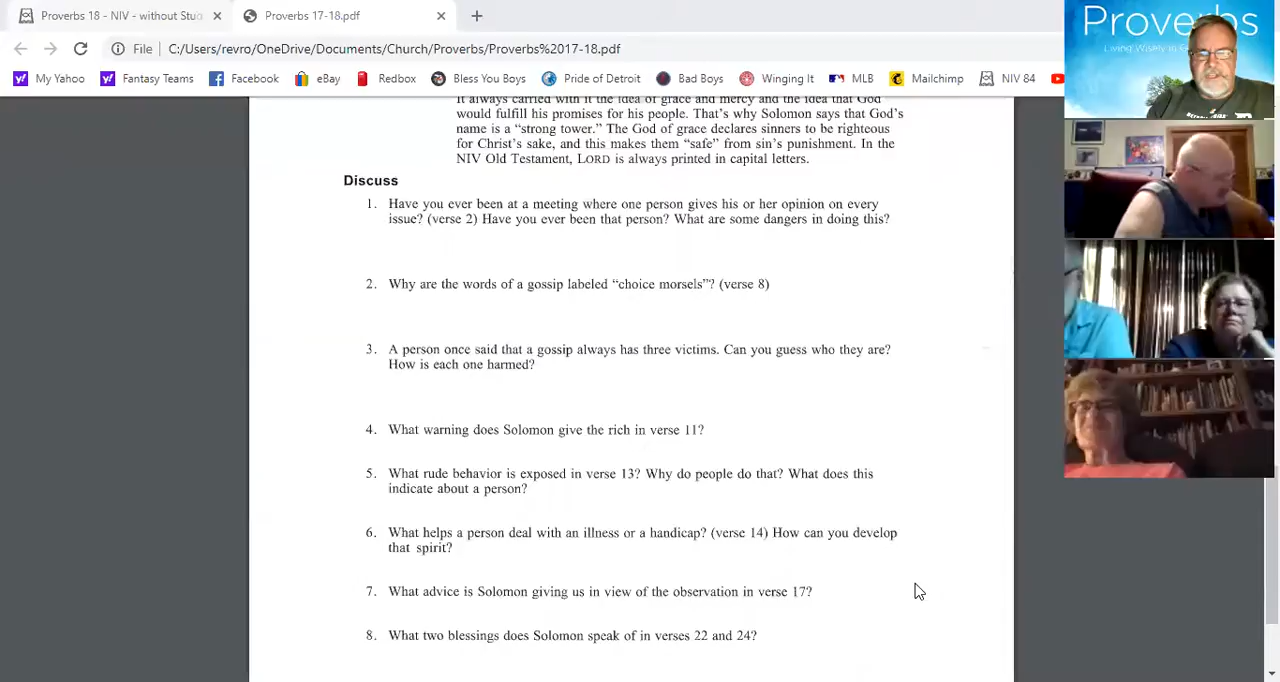 Proverbs 18 - NIV - without Stu
Proverbs 17-18.pdf
File
C:/Users/revro/OneDrive/Documents/Church/Proverbs/Proverbs%2017-18.pdf
My Yahoo
Fantasy Teams
Facebook
eBay
Redbox
Bless You Boys
Pride of Detroit
Bad Boys
Winging It
MLB
Mailchimp
NIV 84
Proverbs
It always carried with it the idea of grace and mercy and the idea that God
would fulfill his promises for his people. That's why Solomon says that God's
name is a “strong tower.” The God of grace declares sinners to be righteous
for Christ's sake, and this makes them “safe” from sin's punishment. In the
NIV Old Testament, LORD is always printed in capital letters.
Discuss
1. Have you ever been at a meeting where one person gives his or her opinion on every
issue? (verse 2) Have you ever been that person? What are some dangers in doing this?
2. Why are the words of a gossip labeled “choice morsels”? (verse 8)
3. A person once said that a gossip always has three victims. Can you guess who they are?
How is each one harmed?
4. What warning does Solomon give the rich in verse 11?
5. What rude behavior is exposed in verse 13? Why do people do that? What does this
indicate about a person?
6. What helps a person deal with an illness or a handicap? (verse 14) How can you develop
that spirit?
7. What advice is Solomon giving us in view of the observation in verse 17?
8. What two blessings does Solomon speak of in verses 22 and 24?